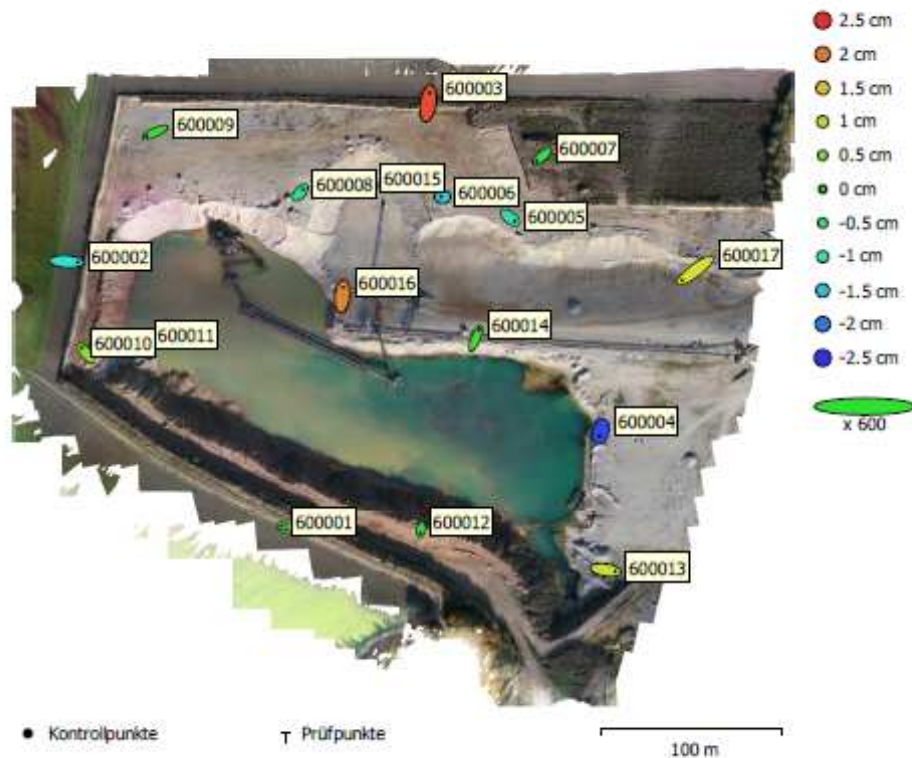 2.5 cm
2 cm
1.5 cm
1 cm
0.5 cm
0 cm
-0.5 cm
-1 cm
-1.5 cm
-2 cm
-2.5 cm
x 600
600003
600009
600007
600015
600008
600006
600005
600002
600017
600016
600014
600011
600010
600004
600001
600012
600013
Kontrollpunkte
Prüfpunkte
100 m